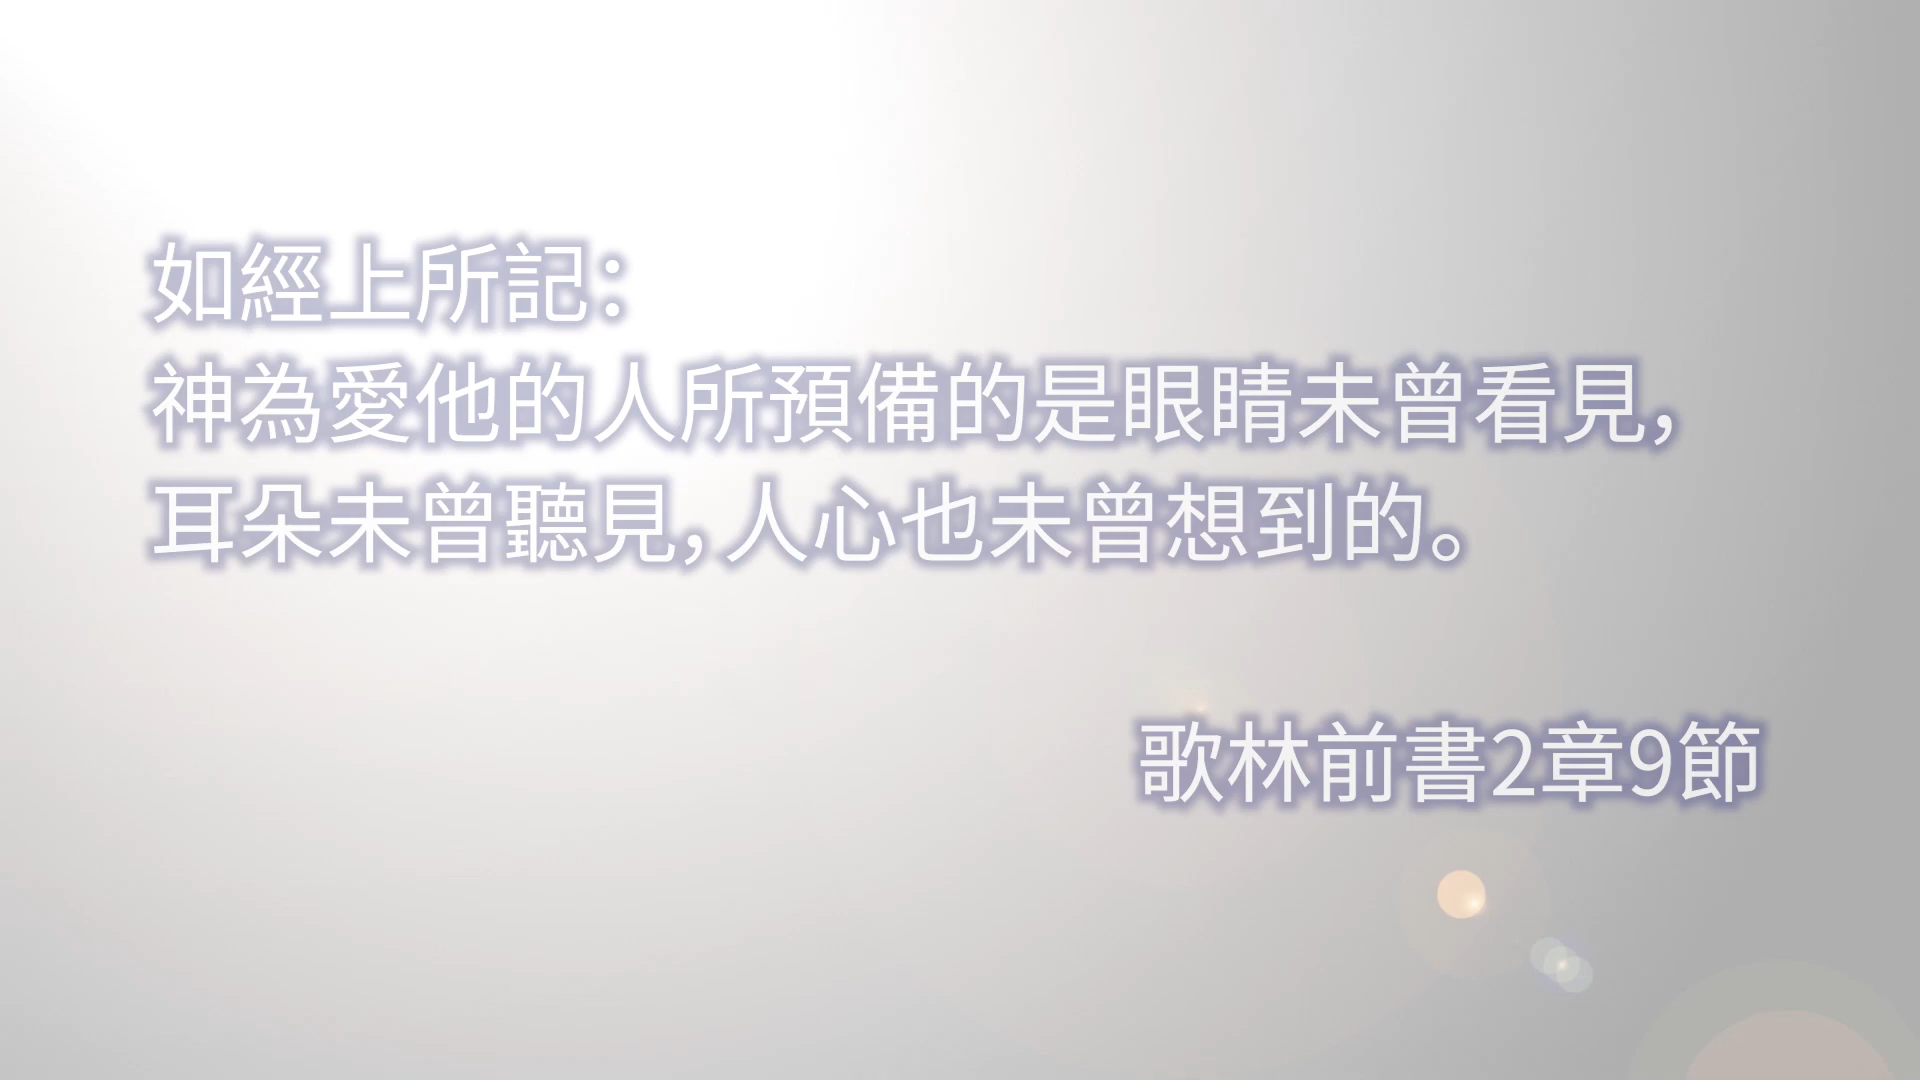 如經上所記：
神為愛他的人所預備的是眼睛未曾看見，
耳朵未曾聽見，人心也未曾想到的。
歌林前書2章9節